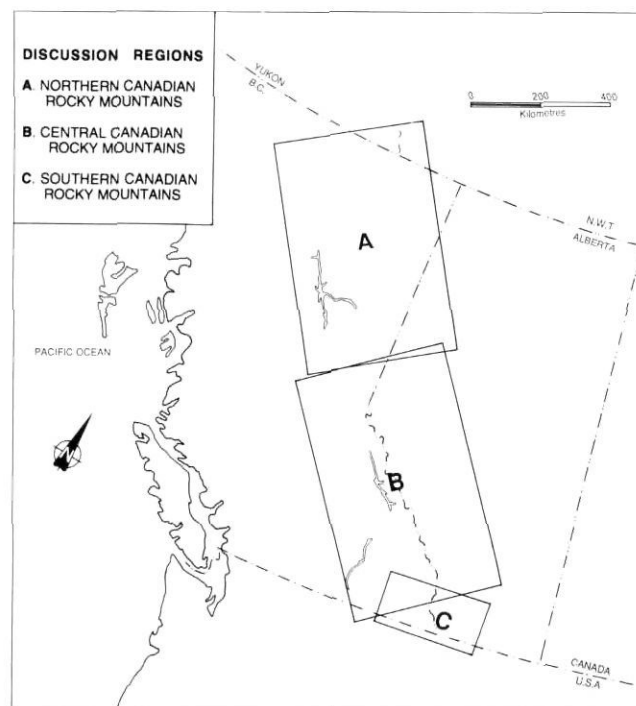 DISCUSSION REGIONS
A. NORTHERN CANADIAN
ROCKY MOUNTAINS
B. CENTRAL CANADIAN
ROCKY MOUNTAINS
C. SOUTHERN CANADIAN
ROCKY MOUNTAINS
YUKON
B.C.
0 200 400
Kilometres
N.W.T
ALBERTA
A
PACIFIC OCEAN
N
B
C
CANADA
U.S.A